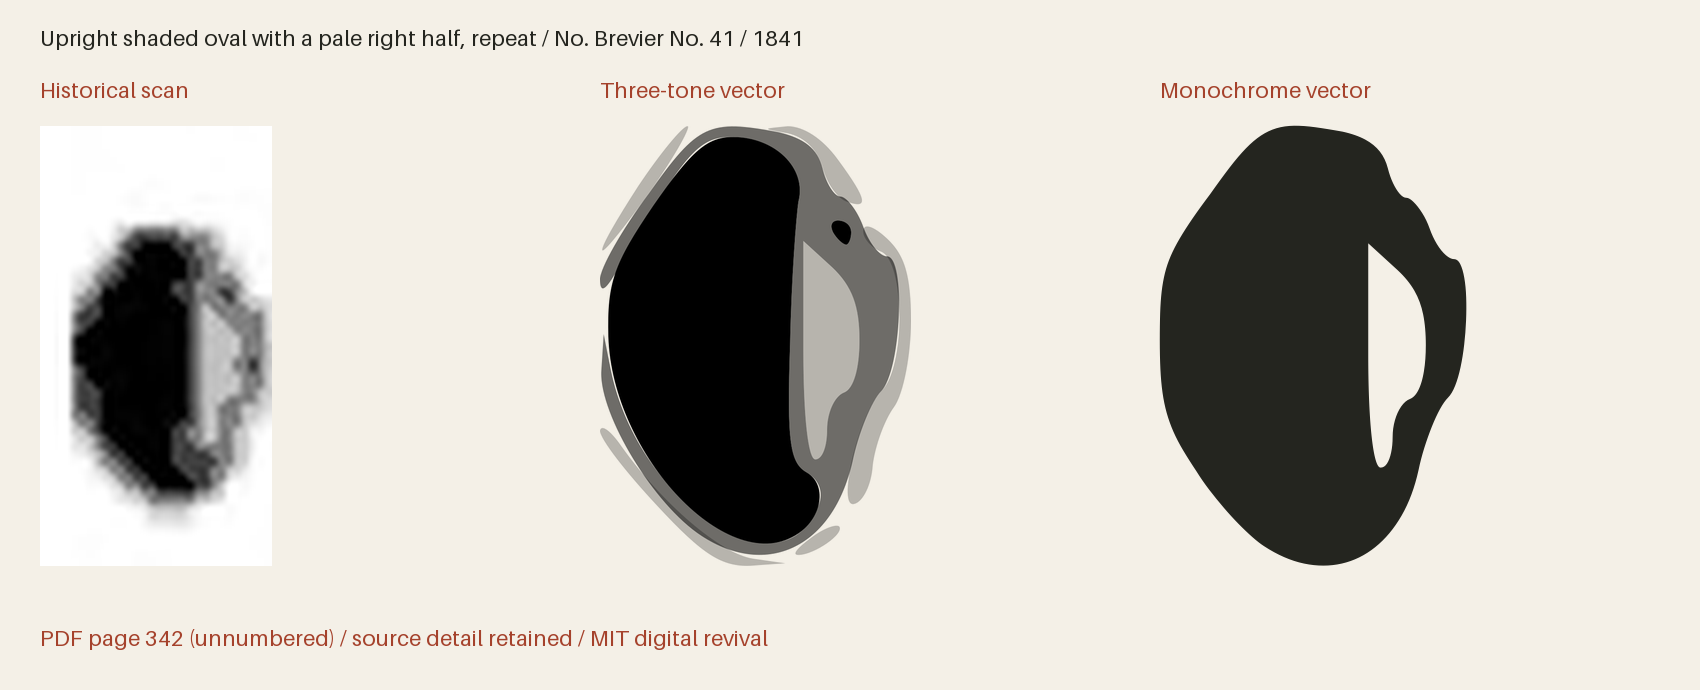 Upright shaded oval with a pale right half, repeat / No. Brevier No. 41 / 1841
Historical scan
Three-tone vector
Monochrome vector
PDF page 342 (unnumbered) / source detail retained / MIT digital revival